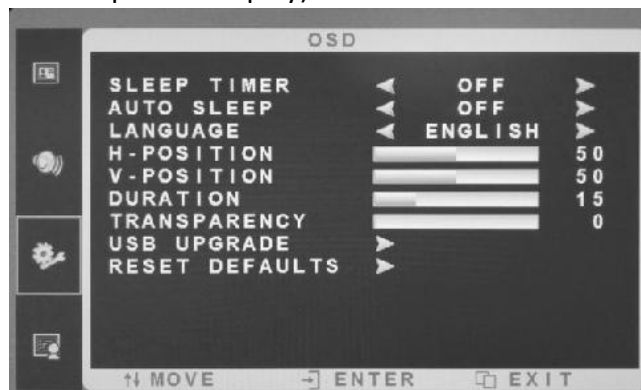 OSD
SLEEP TIMER OFF
AUTO SLEEP OFF
LANGUAGE ENGLISH
H-POSITION 50
V-POSITION 50
DURATION 15
TRANSPARENCY 0
USB UPGRADE
RESET DEFAULTS
MOVE ENTER EXIT